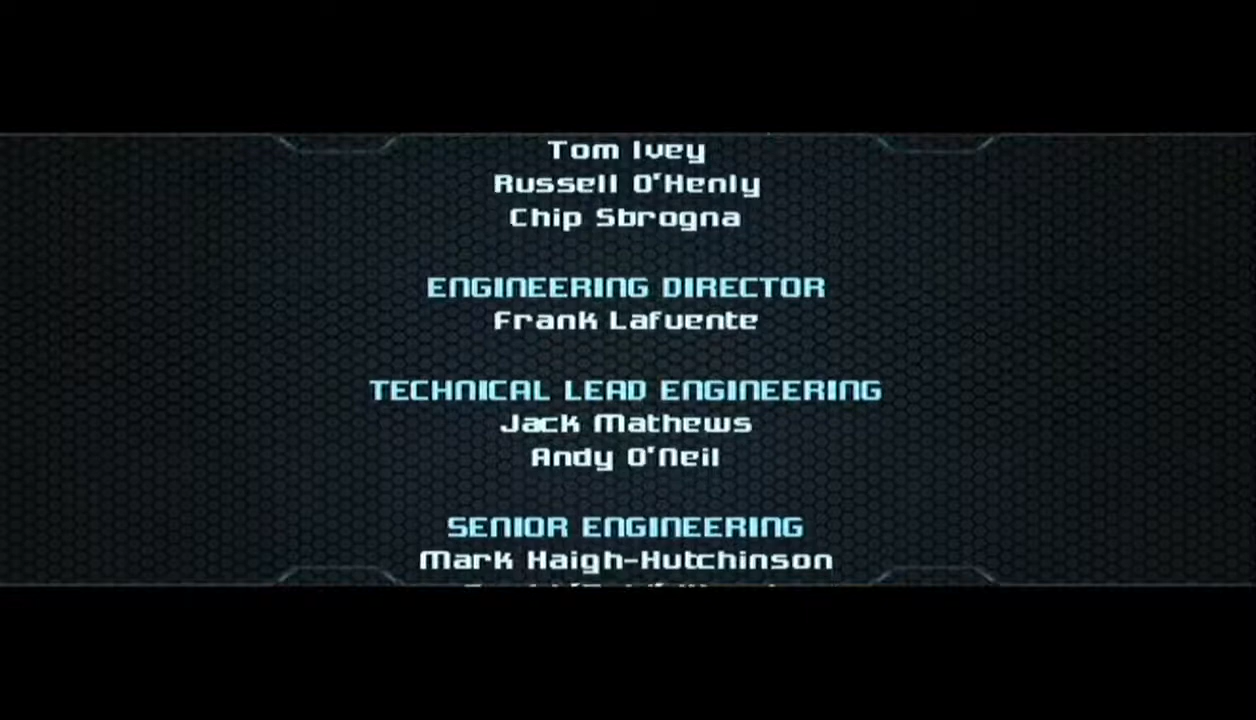 Tom Ivey
Russell O'Henly
Chip Sbrogna
ENGINEERING DIRECTOR
Frank Lafuente
TECHNICAL LEAD ENGINEERING
Jack Mathews
Andy O'Neil
SENIOR ENGINEERING
Mark Haigh-Hutchinson